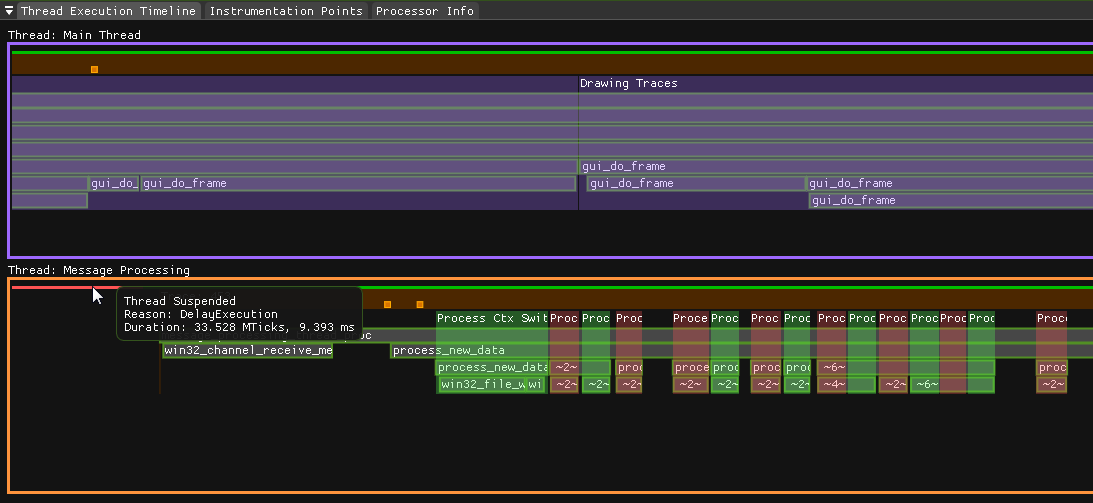 Thread Execution Timeline Instrumentation Points Processor Info
Thread: Main Thread
Drawing Traces
gui_do_frame
gui_do_ gui_do_frame gui_do_frame gui_do_frame
gui_do_frame
Thread: Message Processing
Thread Suspended
Reason: DelayExecution
Duration: 33.528 MTicks, 9.393 ms
Process Ctx Swit Proc Proc Proc Proce Proc Proc Proc Proc Proc Proc Proc Proc Proc
win32_channel_receive_me process_new_data
process_new_data ~2~ proc proce proc proc proc ~6~ proc
win32_file_w wi ~2~ ~2~ ~2~ ~2~ ~2~ ~2~ ~2~ ~4~ ~2~ ~6~ ~2~